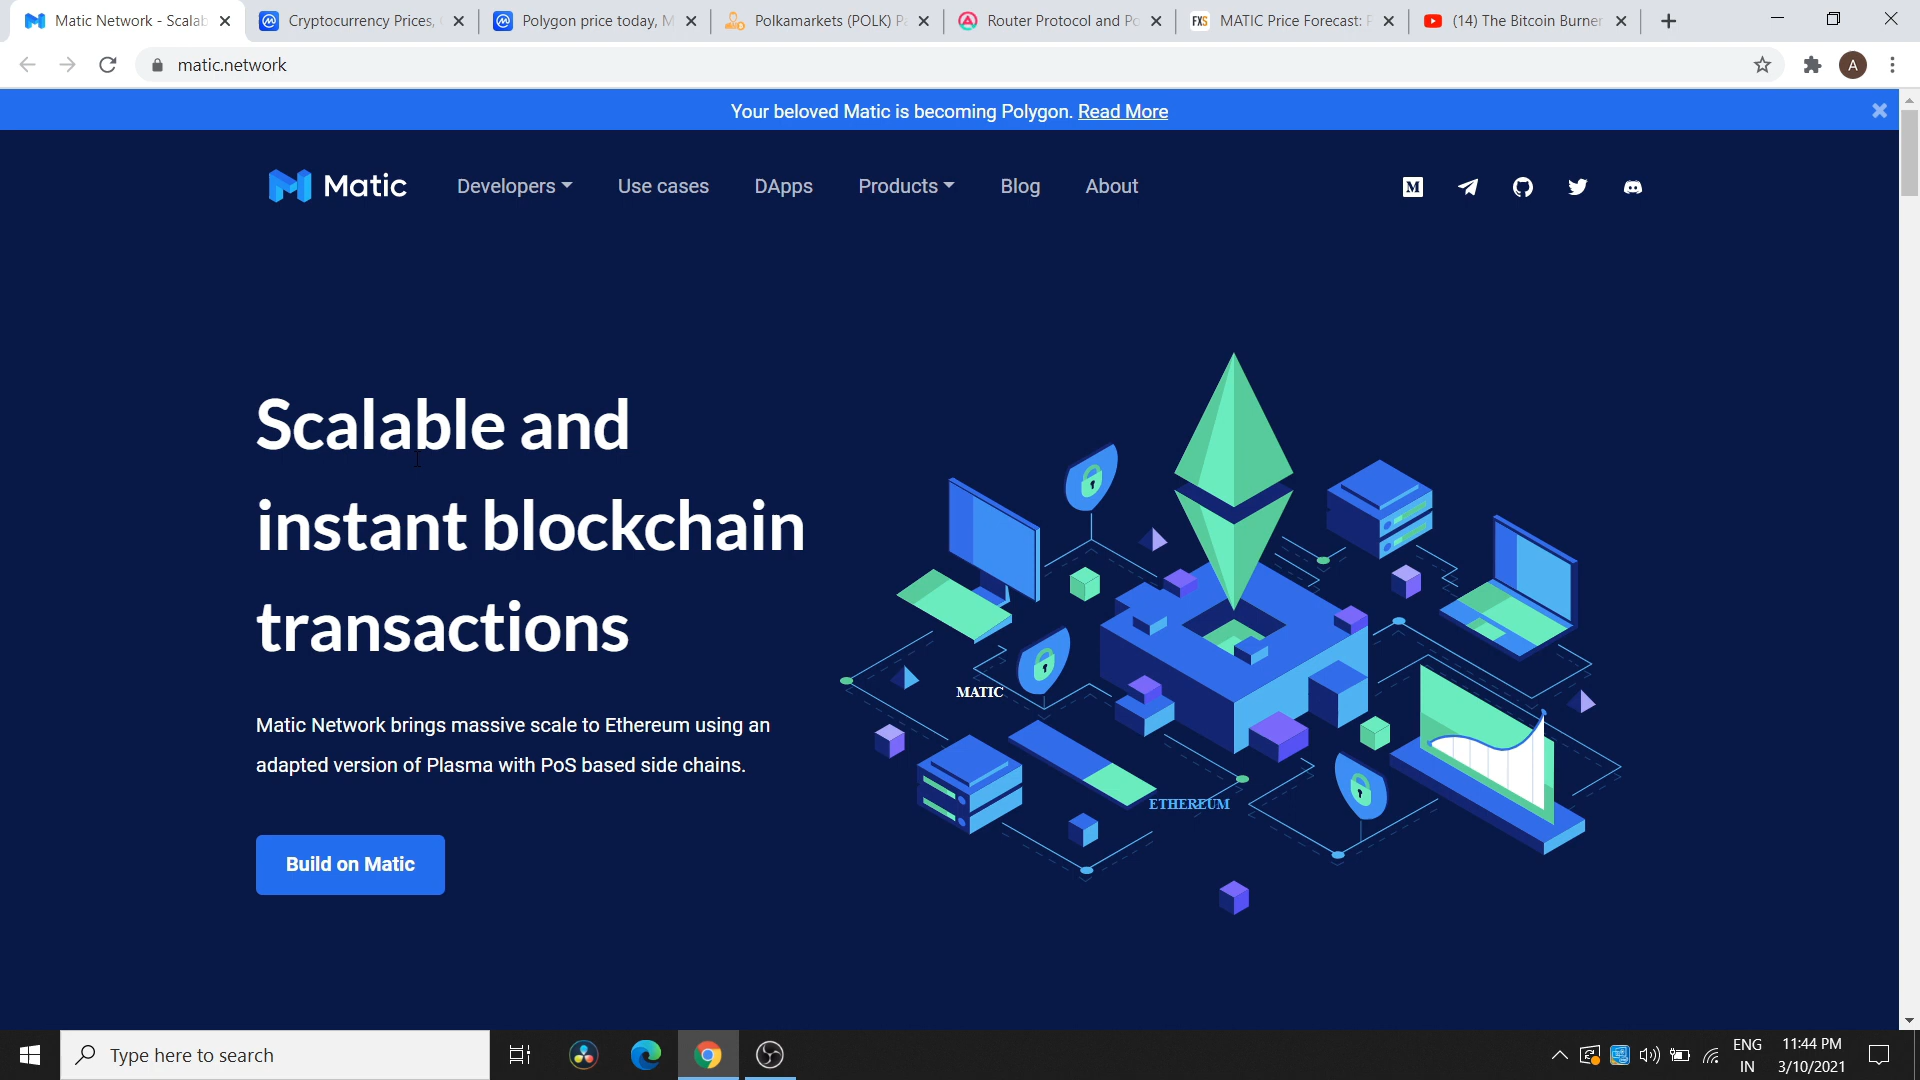 Matic Network - Scalab
Cryptocurrency Prices,
Polygon price today, M
Polkamarkets (POLK) P
Router Protocol and Po
FXS MATIC Price Forecast: F
(14) The Bitcoin Burner
matic.network
A
Your beloved Matic is becoming Polygon. Read More
Matic
Developers
Use cases
DApps
Products
Blog
About
M
Scalable and
instant blockchain
transactions
Matic Network brings massive scale to Ethereum using an
adapted version of Plasma with PoS based side chains.
Build on Matic
MATIC
ETHEREUM
Type here to search
ENG
IN
11:44 PM
3/10/2021